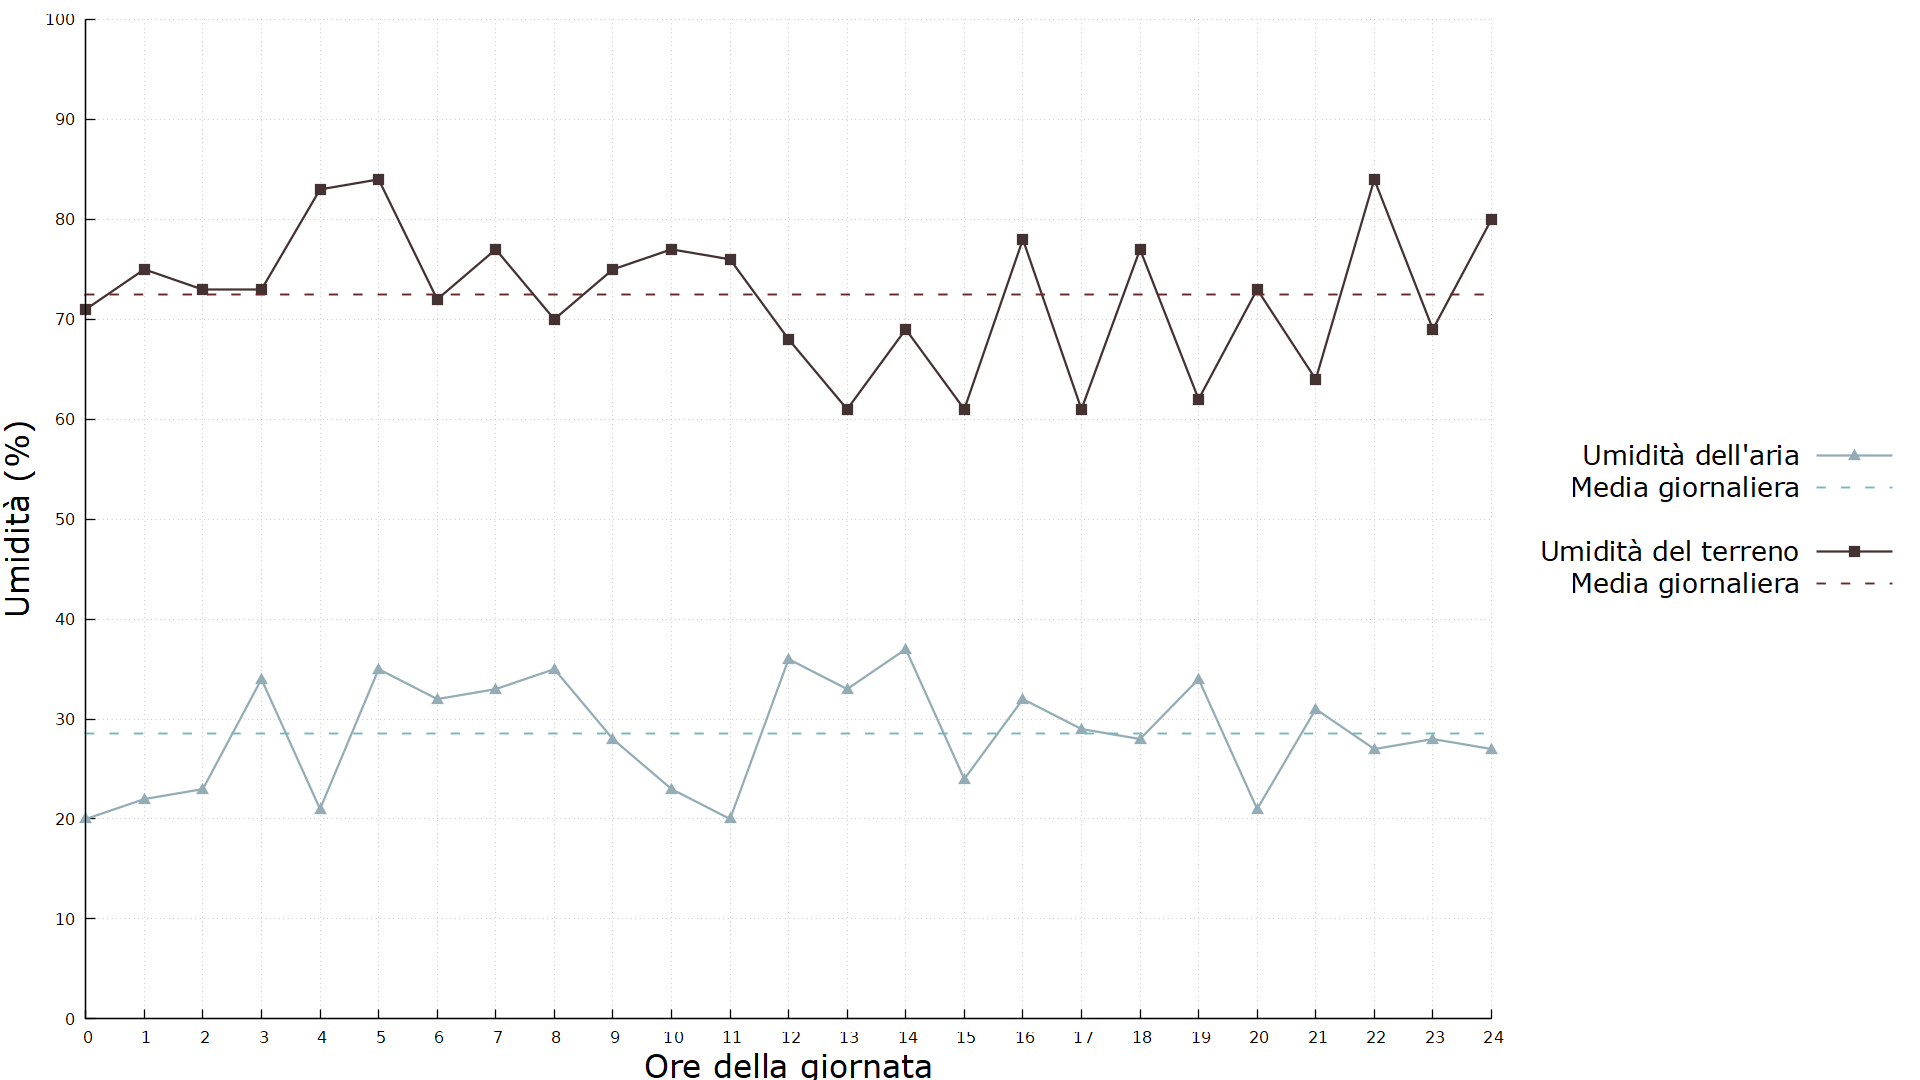 100
90
80
70
60
50
40
30
20
10
0
Umidità (%)
0 1 2 3 4 5 6 7 8 9 10 11 12 13 14 15 16 17 18 19 20 21 22 23 24
Ore della giornata
Umidità dell'aria
Media giornaliera
Umidità del terreno
Media giornaliera